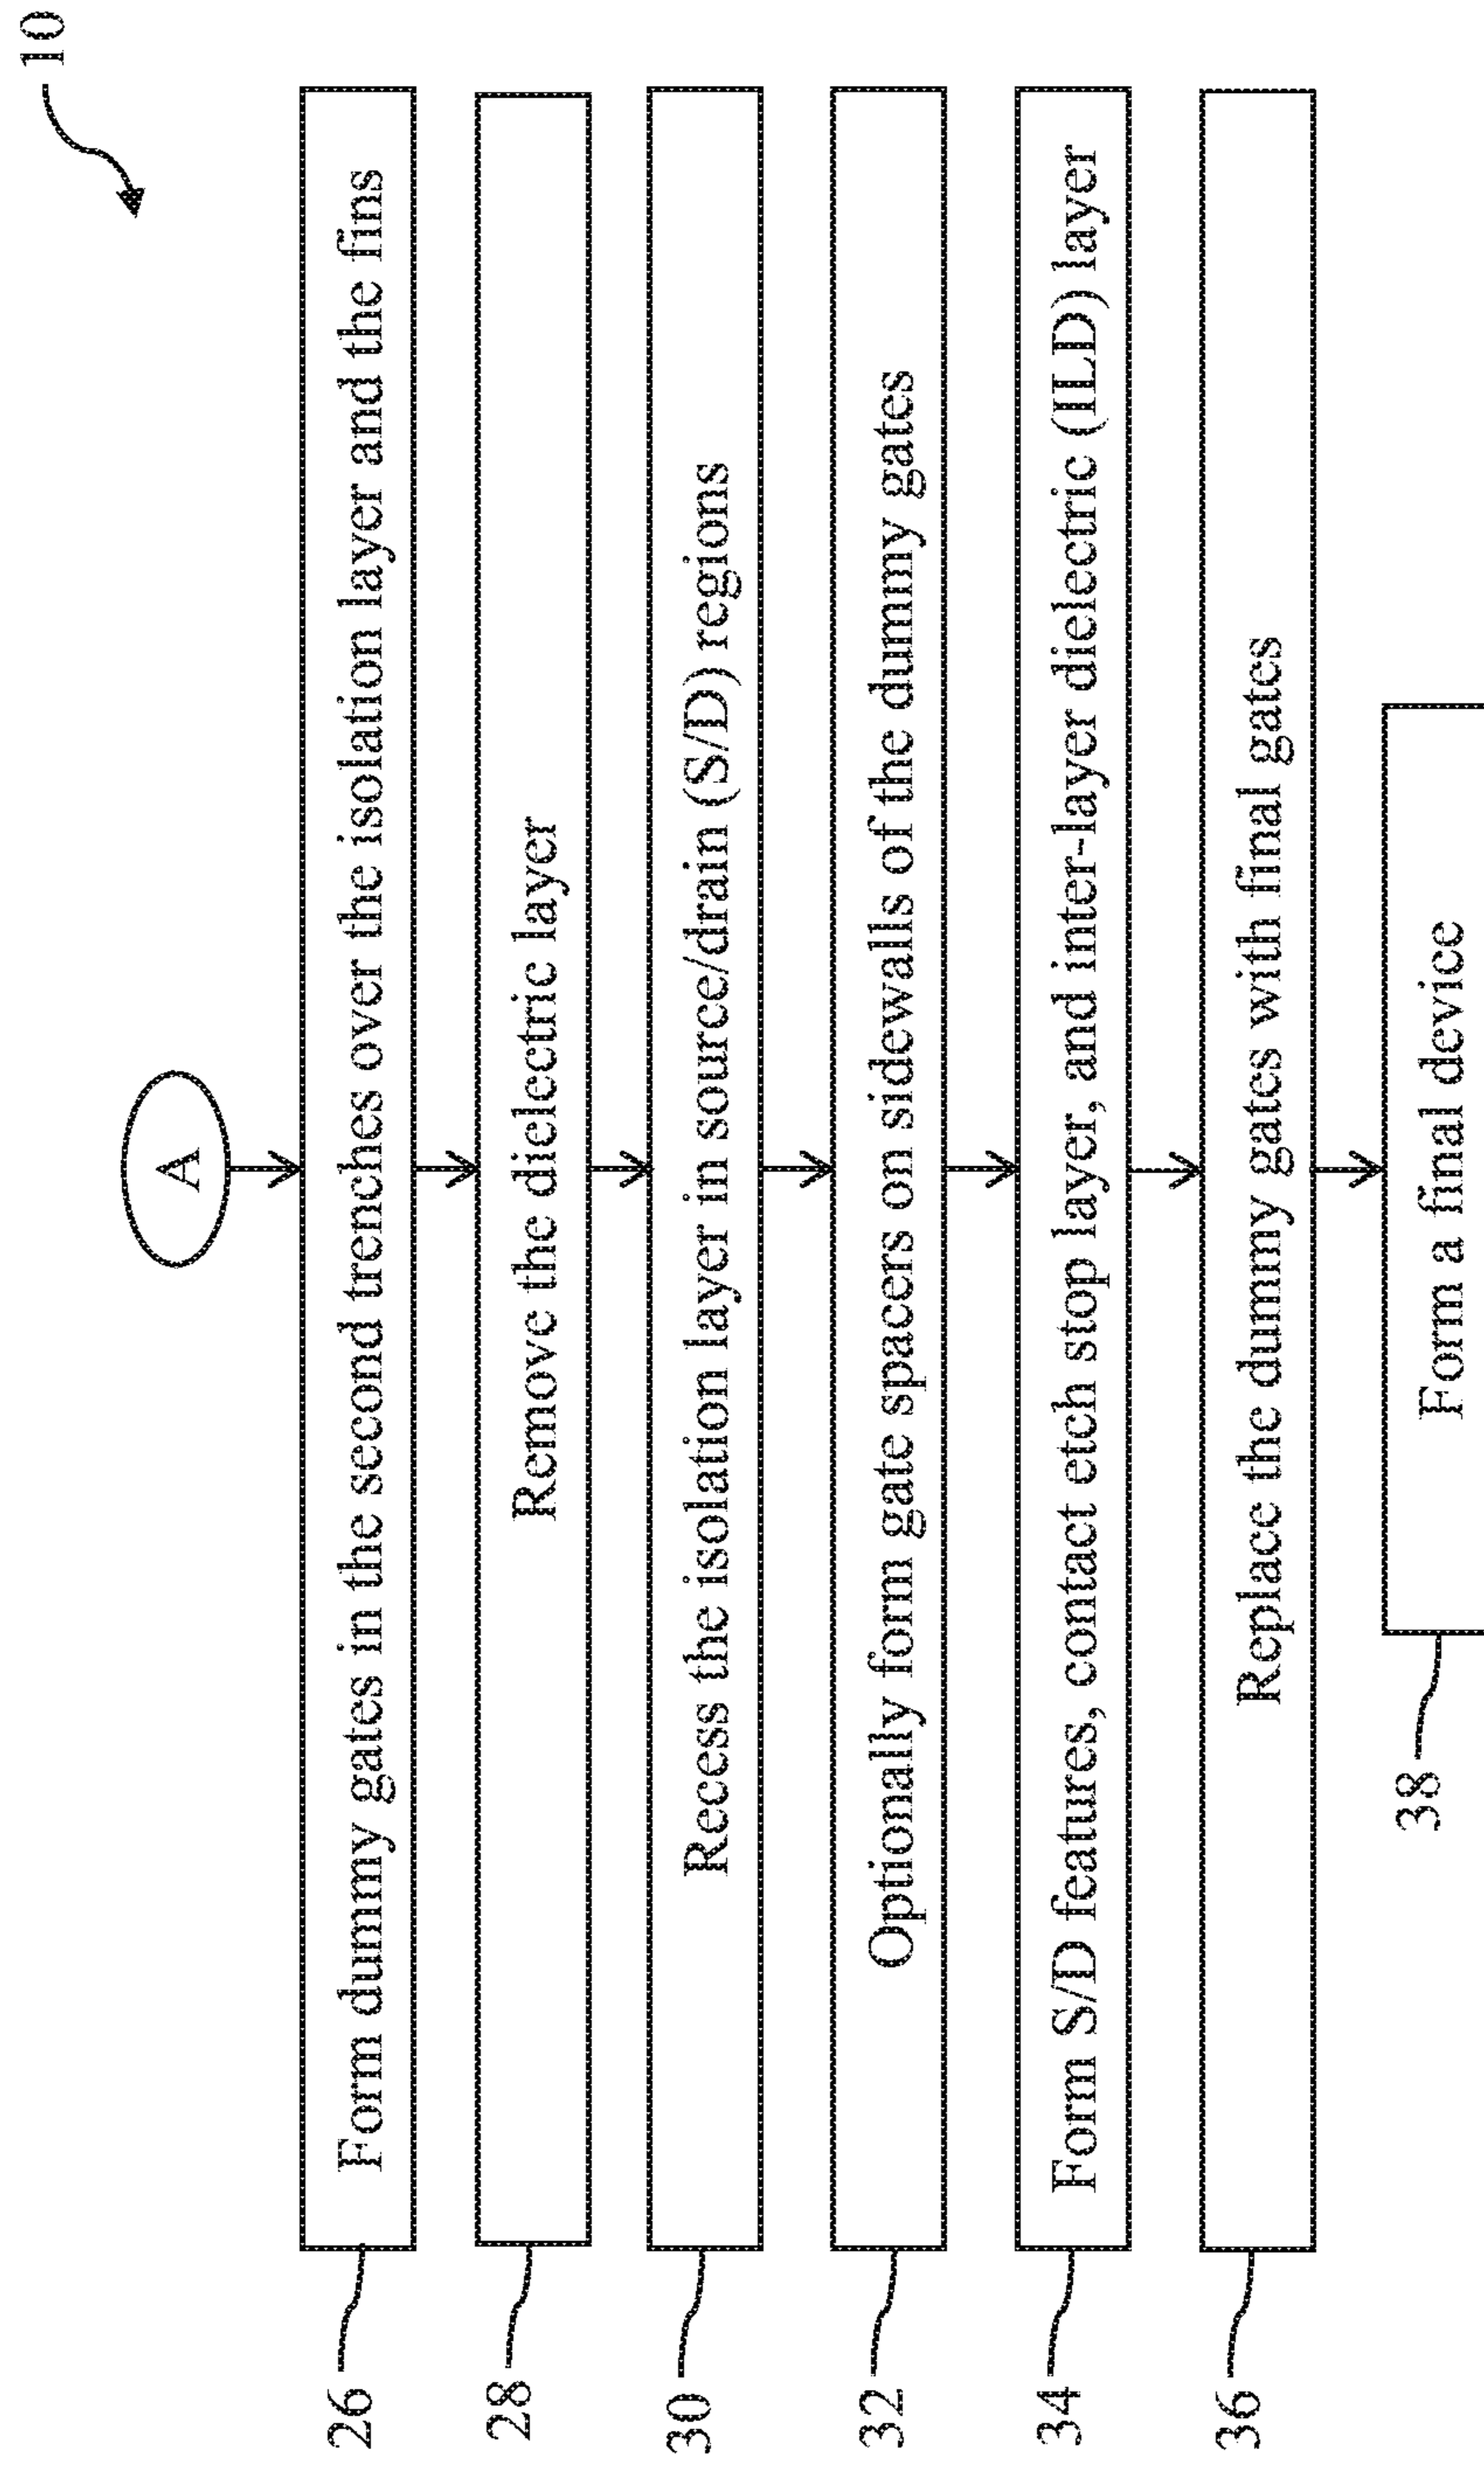 10
A
26
Form dummy gates in the second trenches over the isolation layer and the fins
28
Remove the dielectric layer
30
Recess the isolation layer in source/drain (S/D) regions
32
Optionally form gate spacers on sidewalls of the dummy gates
34
Form S/D features, contact etch stop layer, and inter-layer dielectric (ILD) layer
36
Replace the dummy gates with final gates
38
Form a final device